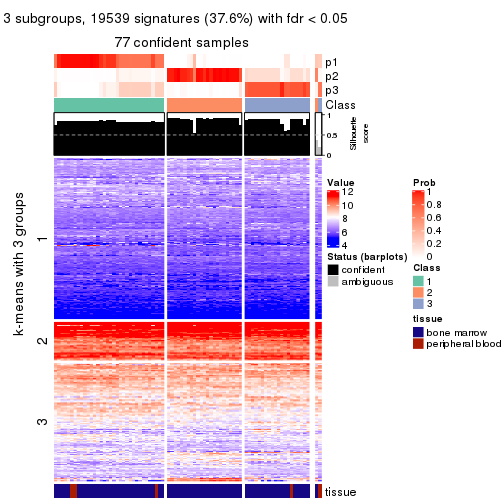 3 subgroups, 19539 signatures (37.6%) with fdr < 0.05
77 confident samples
p1
p2
p3
Class
1
0.5
0
Silhouette
score
k-means with 3 groups
1
2
3
tissue
Value
12
10
8
6
4
Status (barplots)
confident
ambiguous
Prob
1
0.8
0.6
0.4
0.2
0
Class
1
2
3
tissue
bone marrow
peripheral blood